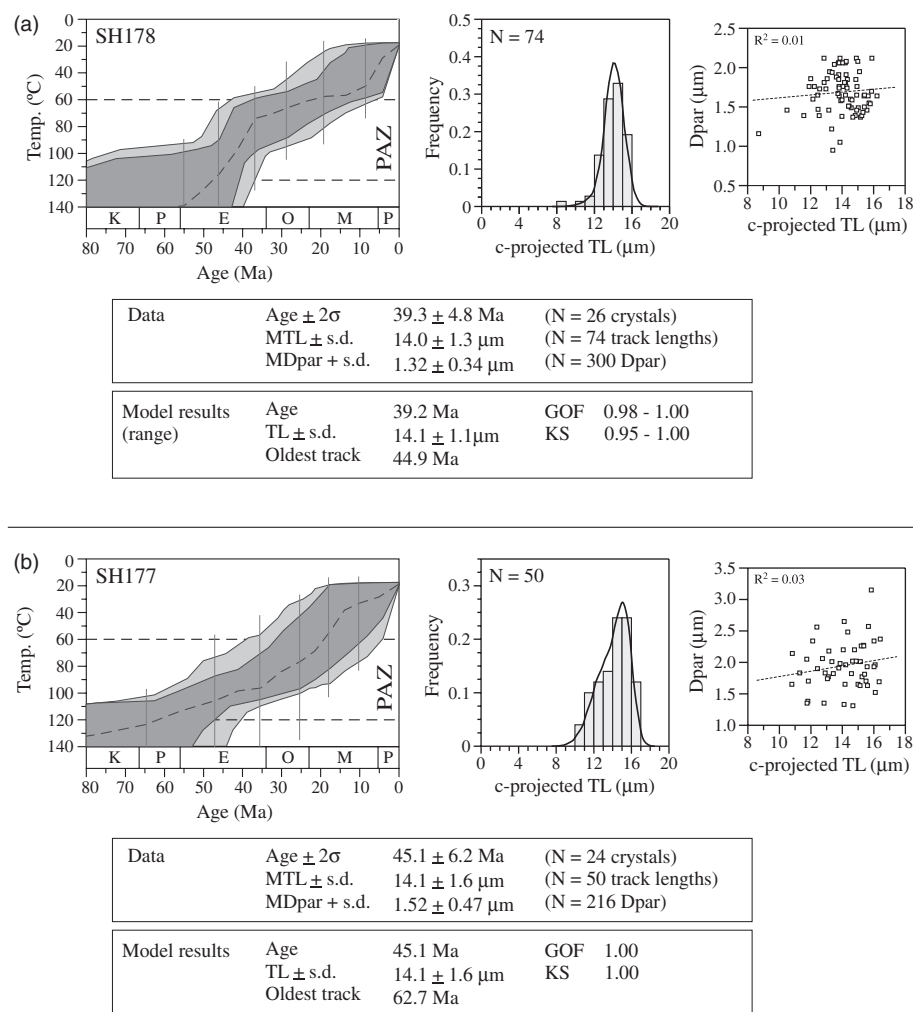 (a)
SH178
Temp. (ºC)
0
20
40
60
80
100
120
140
PAZ
K P E O M P
80 70 60 50 40 30 20 10 0
Age (Ma)
N = 74
Frequency
0.5
0.4
0.3
0.2
0.1
0
0 4 8 12 16 20
c-projected TL (µm)
R² = 0.01
Dpar (µm)
2.5
2.0
1.5
1.0
0.5
8 10 12 14 16 18
c-projected TL (µm)
Data Age ± 2σ 39.3 ± 4.8 Ma (N = 26 crystals)
MTL ± s.d. 14.0 ± 1.3 µm (N = 74 track lengths)
MDpar + s.d. 1.32 ± 0.34 µm (N = 300 Dpar)
Model results Age 39.2 Ma GOF 0.98 - 1.00
(range) TL ± s.d. 14.1 ± 1.1µm KS 0.95 - 1.00
Oldest track 44.9 Ma
(b)
SH177
Temp. (ºC)
0
20
40
60
80
100
120
140
PAZ
K P E O M P
80 70 60 50 40 30 20 10 0
Age (Ma)
N = 50
Frequency
0.3
0.2
0.1
0
0 4 8 12 16 20
c-projected TL (µm)
R² = 0.03
Dpar (µm)
3.5
3.0
2.5
2.0
1.5
1.0
8 10 12 14 16 18
c-projected TL (µm)
Data Age ± 2σ 45.1 ± 6.2 Ma (N = 24 crystals)
MTL ± s.d. 14.1 ± 1.6 µm (N = 50 track lengths)
MDpar + s.d. 1.52 ± 0.47 µm (N = 216 Dpar)
Model results Age 45.1 Ma GOF 1.00
TL ± s.d. 14.1 ± 1.6 µm KS 1.00
Oldest track 62.7 Ma